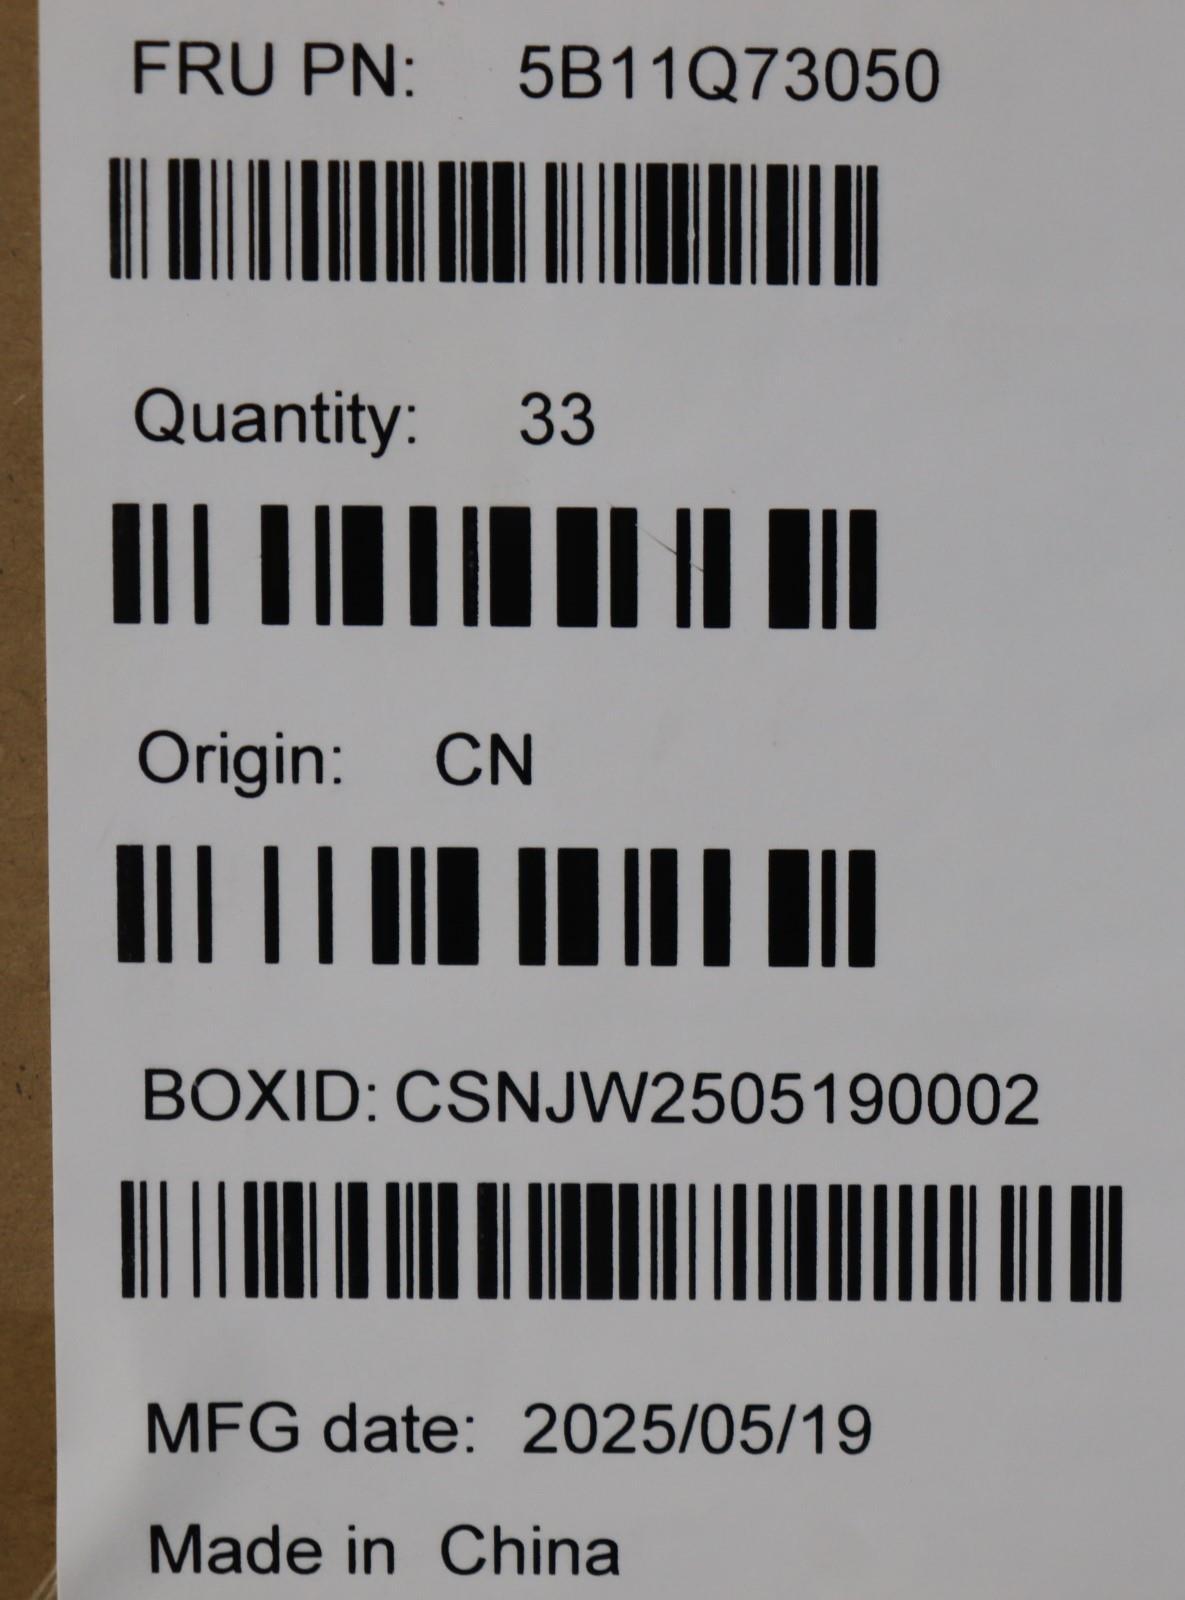 FRU PN: 5B11Q73050
Quantity: 33
Origin: CN
BOXID: CSNJW2505190002
MFG date: 2025/05/19
Made in China